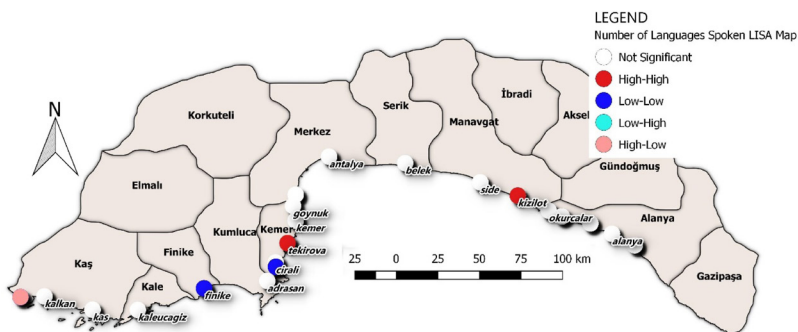 LEGEND
Number of Languages Spoken LISA Map
Not Significant
High-High
Low-Low
Low-High
High-Low
N
İbradi
Serik
Aksel
Korkuteli
Merkez
Manavgat
antalya
belek
Gündoğmuş
Elmalı
side
kizilot
goynuk
okurcalar
Alanya
kemer
Kumluca
Kemer
alanya
tekirova
Finike
Kaş
cirali
25 0 25 50 75 100 km
Gazipaşa
Kale
adrasan
finike
kalkan
kas
kaleucagiz